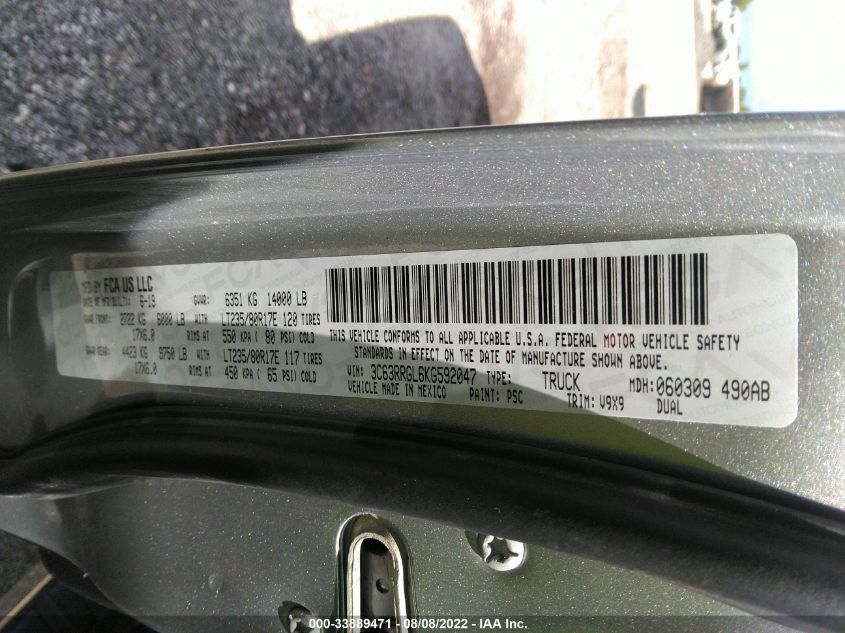 MFD BY FCA US LLC
DATE OF MFR/BUILT: 6-19 GVWR: 6351 KG 14000 LB
GAWR FRONT: 2722 KG 6000 LB WITH LT235/80R17E 120 TIRES
17X6.0 RIMS AT 550 KPA ( 80 PSI) COLD
GAWR REAR: 4423 KG 9750 LB WITH LT235/80R17E 117 TIRES
17X6.0 RIMS AT 450 KPA ( 65 PSI) COLD
THIS VEHICLE CONFORMS TO ALL APPLICABLE U.S.A. FEDERAL MOTOR VEHICLE SAFETY
STANDARDS IN EFFECT ON THE DATE OF MANUFACTURE SHOWN ABOVE.
VIN: 3C63RRGL6KG592047 TYPE: TRUCK MDH: 060309 490AB
VEHICLE MADE IN MEXICO PAINT: PSC TRIM: V9X9 DUAL
000-33889471 - 08/08/2022 - IAA Inc.